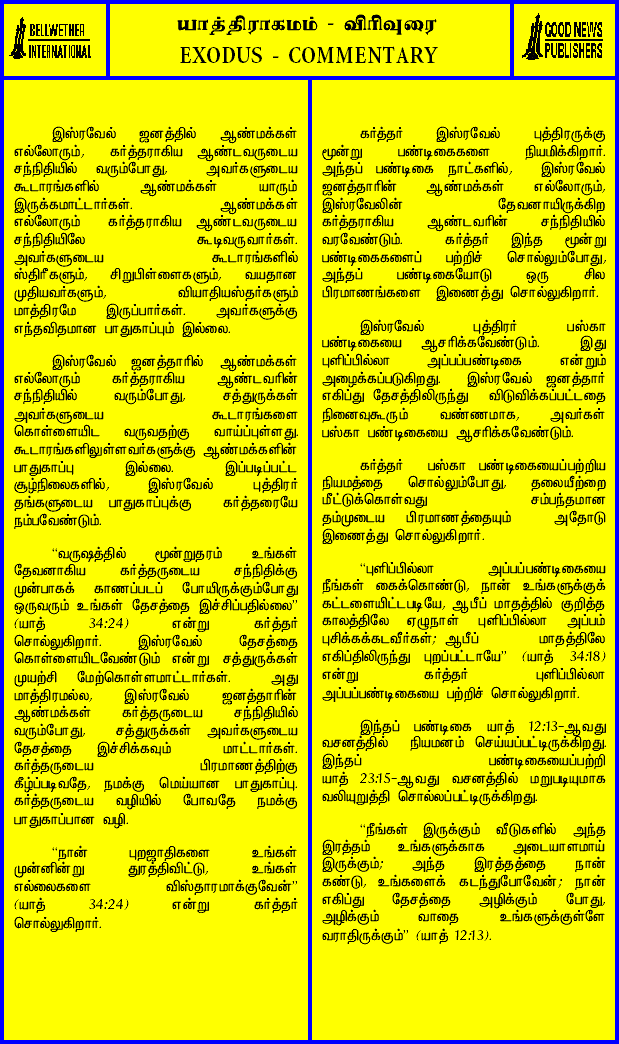 BELLWETHER
INTERNATIONAL
யாத்திராகமம் - விரிவுரை
EXODUS - COMMENTARY
GOOD NEWS
PUBLISHERS
இஸ்ரவேல் ஜனத்தில் ஆண்மக்கள்
எல்லோரும், கர்த்தராகிய ஆண்டவருடைய
சந்நிதியில் வரும்போது, அவர்களுடைய
கூடாரங்களில் ஆண்மக்கள் யாரும்
இருக்கமாட்டார்கள். ஆண்மக்கள்
எல்லோரும் கர்த்தராகிய ஆண்டவருடைய
சந்நிதியிலே கூடிவருவார்கள்.
அவர்களுடைய கூடாரங்களில்
ஸ்திரீகளும், சிறுபிள்ளைகளும், வயதான
முதியவர்களும், வியாதியஸ்தர்களும்
மாத்திரமே இருப்பார்கள். அவர்களுக்கு
எந்தவிதமான பாதுகாப்பும் இல்லை.
இஸ்ரவேல் ஜனத்தாரில் ஆண்மக்கள்
எல்லோரும் கர்த்தராகிய ஆண்டவரின்
சந்நிதியில் வரும்போது, சத்துருக்கள்
அவர்களுடைய கூடாரங்களை
கொள்ளையிட வருவதற்கு வாய்ப்புள்ளது.
கூடாரங்களிலுள்ளவர்களுக்கு ஆண்மக்களின்
பாதுகாப்பு இல்லை. இப்படிப்பட்ட
சூழ்நிலைகளில், இஸ்ரவேல் புத்திரர்
தங்களுடைய பாதுகாப்புக்கு கர்த்தரையே
நம்பவேண்டும்.
“வருஷத்தில் மூன்றுதரம் உங்கள்
தேவனாகிய கர்த்தருடைய சந்நிதிக்கு
முன்பாகக் காணப்படப் போயிருக்கும்போது
ஒருவரும் உங்கள் தேசத்தை இச்சிப்பதில்லை”
(யாத் 34:24) என்று கர்த்தர்
சொல்லுகிறார். இஸ்ரவேல் தேசத்தை
கொள்ளையிடவேண்டும் என்று சத்துருக்கள்
முயற்சி மேற்கொள்ளமாட்டார்கள். அது
மாத்திரமல்ல, இஸ்ரவேல் ஜனத்தாரின்
ஆண்மக்கள் கர்த்தருடைய சந்நிதியில்
வரும்போது, சத்துருக்கள் அவர்களுடைய
தேசத்தை இச்சிக்கவும் மாட்டார்கள்.
கர்த்தருடைய பிரமாணத்திற்கு
கீழ்ப்படிவதே, நமக்கு மெய்யான பாதுகாப்பு.
கர்த்தருடைய வழியில் போவதே நமக்கு
பாதுகாப்பான வழி.
“நான் புறஜாதிகளை உங்கள்
முன்னின்று துரத்திவிட்டு, உங்கள்
எல்லைகளை விஸ்தாரமாக்குவேன்”
(யாத் 34:24) என்று கர்த்தர்
சொல்லுகிறார்.
கர்த்தர் இஸ்ரவேல் புத்திரருக்கு
மூன்று பண்டிகைகளை நியமிக்கிறார்.
அந்தப் பண்டிகை நாட்களில், இஸ்ரவேல்
ஜனத்தாரின் ஆண்மக்கள் எல்லோரும்,
இஸ்ரவேலின் தேவனாயிருக்கிற
கர்த்தராகிய ஆண்டவரின் சந்நிதியில்
வரவேண்டும். கர்த்தர் இந்த மூன்று
பண்டிகைகளைப் பற்றிச் சொல்லும்போது,
அந்தப் பண்டிகையோடு ஒரு சில
பிரமாணங்களை இணைத்து சொல்லுகிறார்.
இஸ்ரவேல் புத்திரர் பஸ்கா
பண்டிகையை ஆசரிக்கவேண்டும். இது
புளிப்பில்லா அப்பப்பண்டிகை என்றும்
அழைக்கப்படுகிறது. இஸ்ரவேல் ஜனத்தார்
எகிப்து தேசத்திலிருந்து விடுவிக்கப்பட்டதை
நினைவுகூரும் வண்ணமாக, அவர்கள்
பஸ்கா பண்டிகையை ஆசரிக்கவேண்டும்.
கர்த்தர் பஸ்கா பண்டிகையைப்பற்றிய
நியமத்தை சொல்லும்போது, தலையீற்றை
மீட்டுக்கொள்வது சம்பந்தமான
தம்முடைய பிரமாணத்தையும் அதோடு
இணைத்து சொல்லுகிறார்.
“புளிப்பில்லா அப்பப்பண்டிகையை
நீங்கள் கைக்கொண்டு, நான் உங்களுக்குக்
கட்டளையிட்டபடியே, ஆபீப் மாதத்தில் குறித்த
காலத்திலே ஏழுநாள் புளிப்பில்லா அப்பம்
புசிக்கக்கடவீர்கள்; ஆபீப் மாதத்திலே
எகிப்திலிருந்து புறப்பட்டாயே” (யாத் 34:18)
என்று கர்த்தர் புளிப்பில்லா
அப்பப்பண்டிகையை பற்றிச் சொல்லுகிறார்.
இந்தப் பண்டிகை யாத் 12:13-ஆவது
வசனத்தில் நியமனம் செய்யப்பட்டிருக்கிறது.
இந்தப் பண்டிகையைப்பற்றி
யாத் 23:15-ஆவது வசனத்தில் மறுபடியுமாக
வலியுறுத்தி சொல்லப்பட்டிருக்கிறது.
“நீங்கள் இருக்கும் வீடுகளில் அந்த
இரத்தம் உங்களுக்காக அடையாளமாய்
இருக்கும்; அந்த இரத்தத்தை நான்
கண்டு, உங்களைக் கடந்துபோவேன்; நான்
எகிப்து தேசத்தை அழிக்கும் போது,
அழிக்கும் வாதை உங்களுக்குள்ளே
வராதிருக்கும்” (யாத் 12:13).